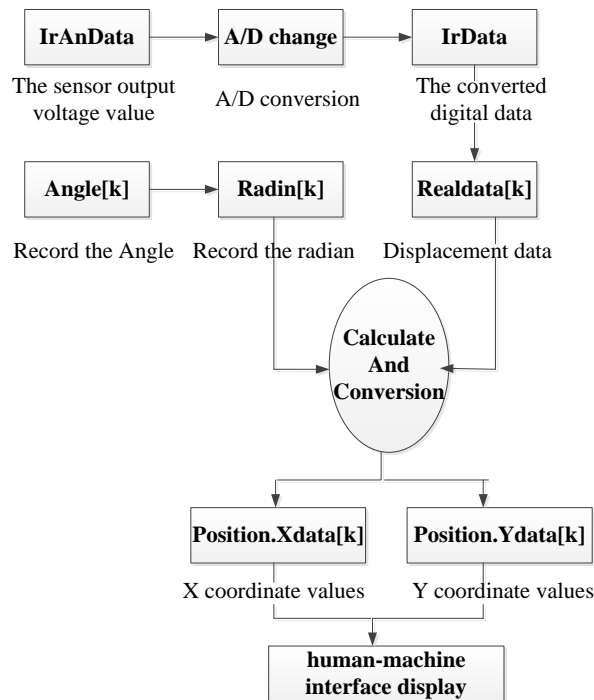 IrAnData
A/D change
IrData
The sensor output
voltage value
A/D conversion
The converted
digital data
Angle[k]
Radin[k]
Realdata[k]
Record the Angle
Record the radian
Displacement data
Calculate
And
Conversion
Position.Xdata[k]
Position.Ydata[k]
X coordinate values
Y coordinate values
human-machine
interface display